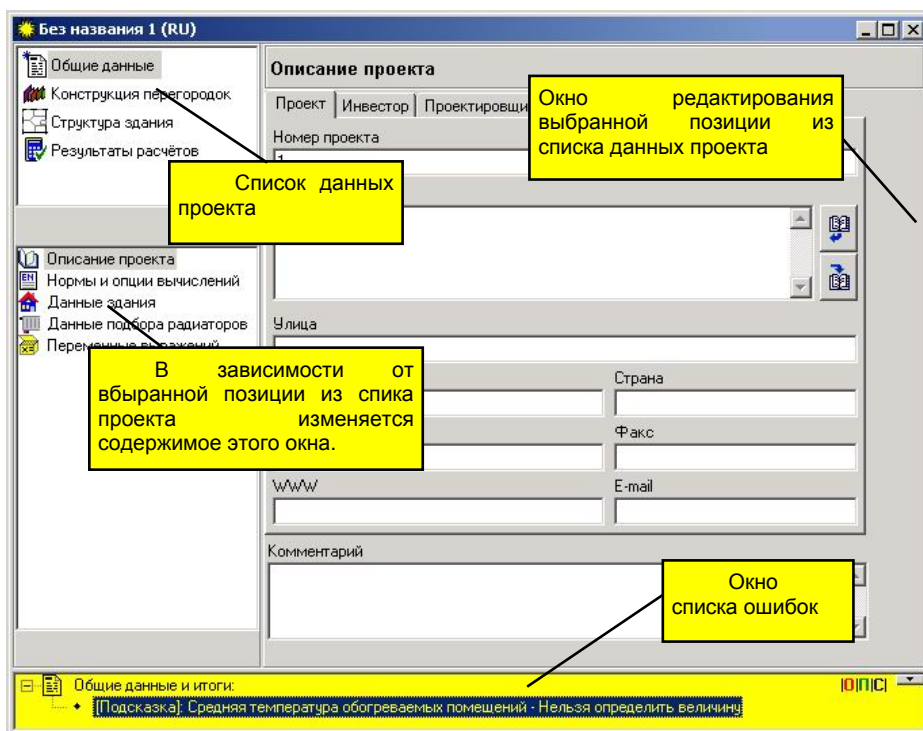 Без названия 1 (RU)
Общие данные
Конструкция перегородок
Структура здания
Результаты расчётов
Описание проекта
Нормы и опции вычислений
Данные здания
Данные подбора радиаторов
Переменные выражений
Описание проекта
Проект Инвестор Проектировщи
Номер проекта
1
Улица
Страна
Факс
WWW E-mail
Комментарий
Список данных
проекта
Окно редактирования
выбранной позиции из
списка данных проекта
В зависимости от
вбыранной позиции из спика
проекта изменяется
содержимое этого окна.
Окно
списка ошибок
Общие данные и итоги:
|О|П|С|
[Подсказка]: Средняя температура обогреваемых помещений - Нельзя определить величину